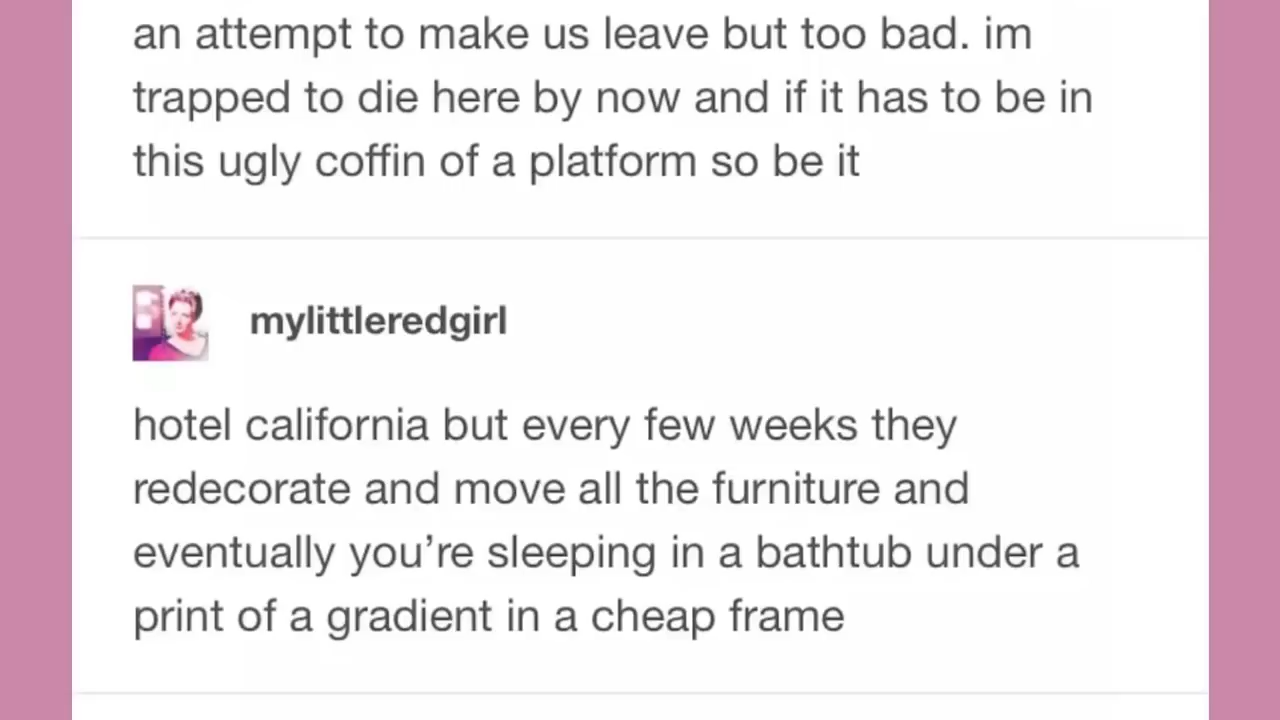 an attempt to make us leave but too bad. im
trapped to die here by now and if it has to be in
this ugly coffin of a platform so be it
mylittleredgirl
hotel california but every few weeks they
redecorate and move all the furniture and
eventually you’re sleeping in a bathtub under a
print of a gradient in a cheap frame